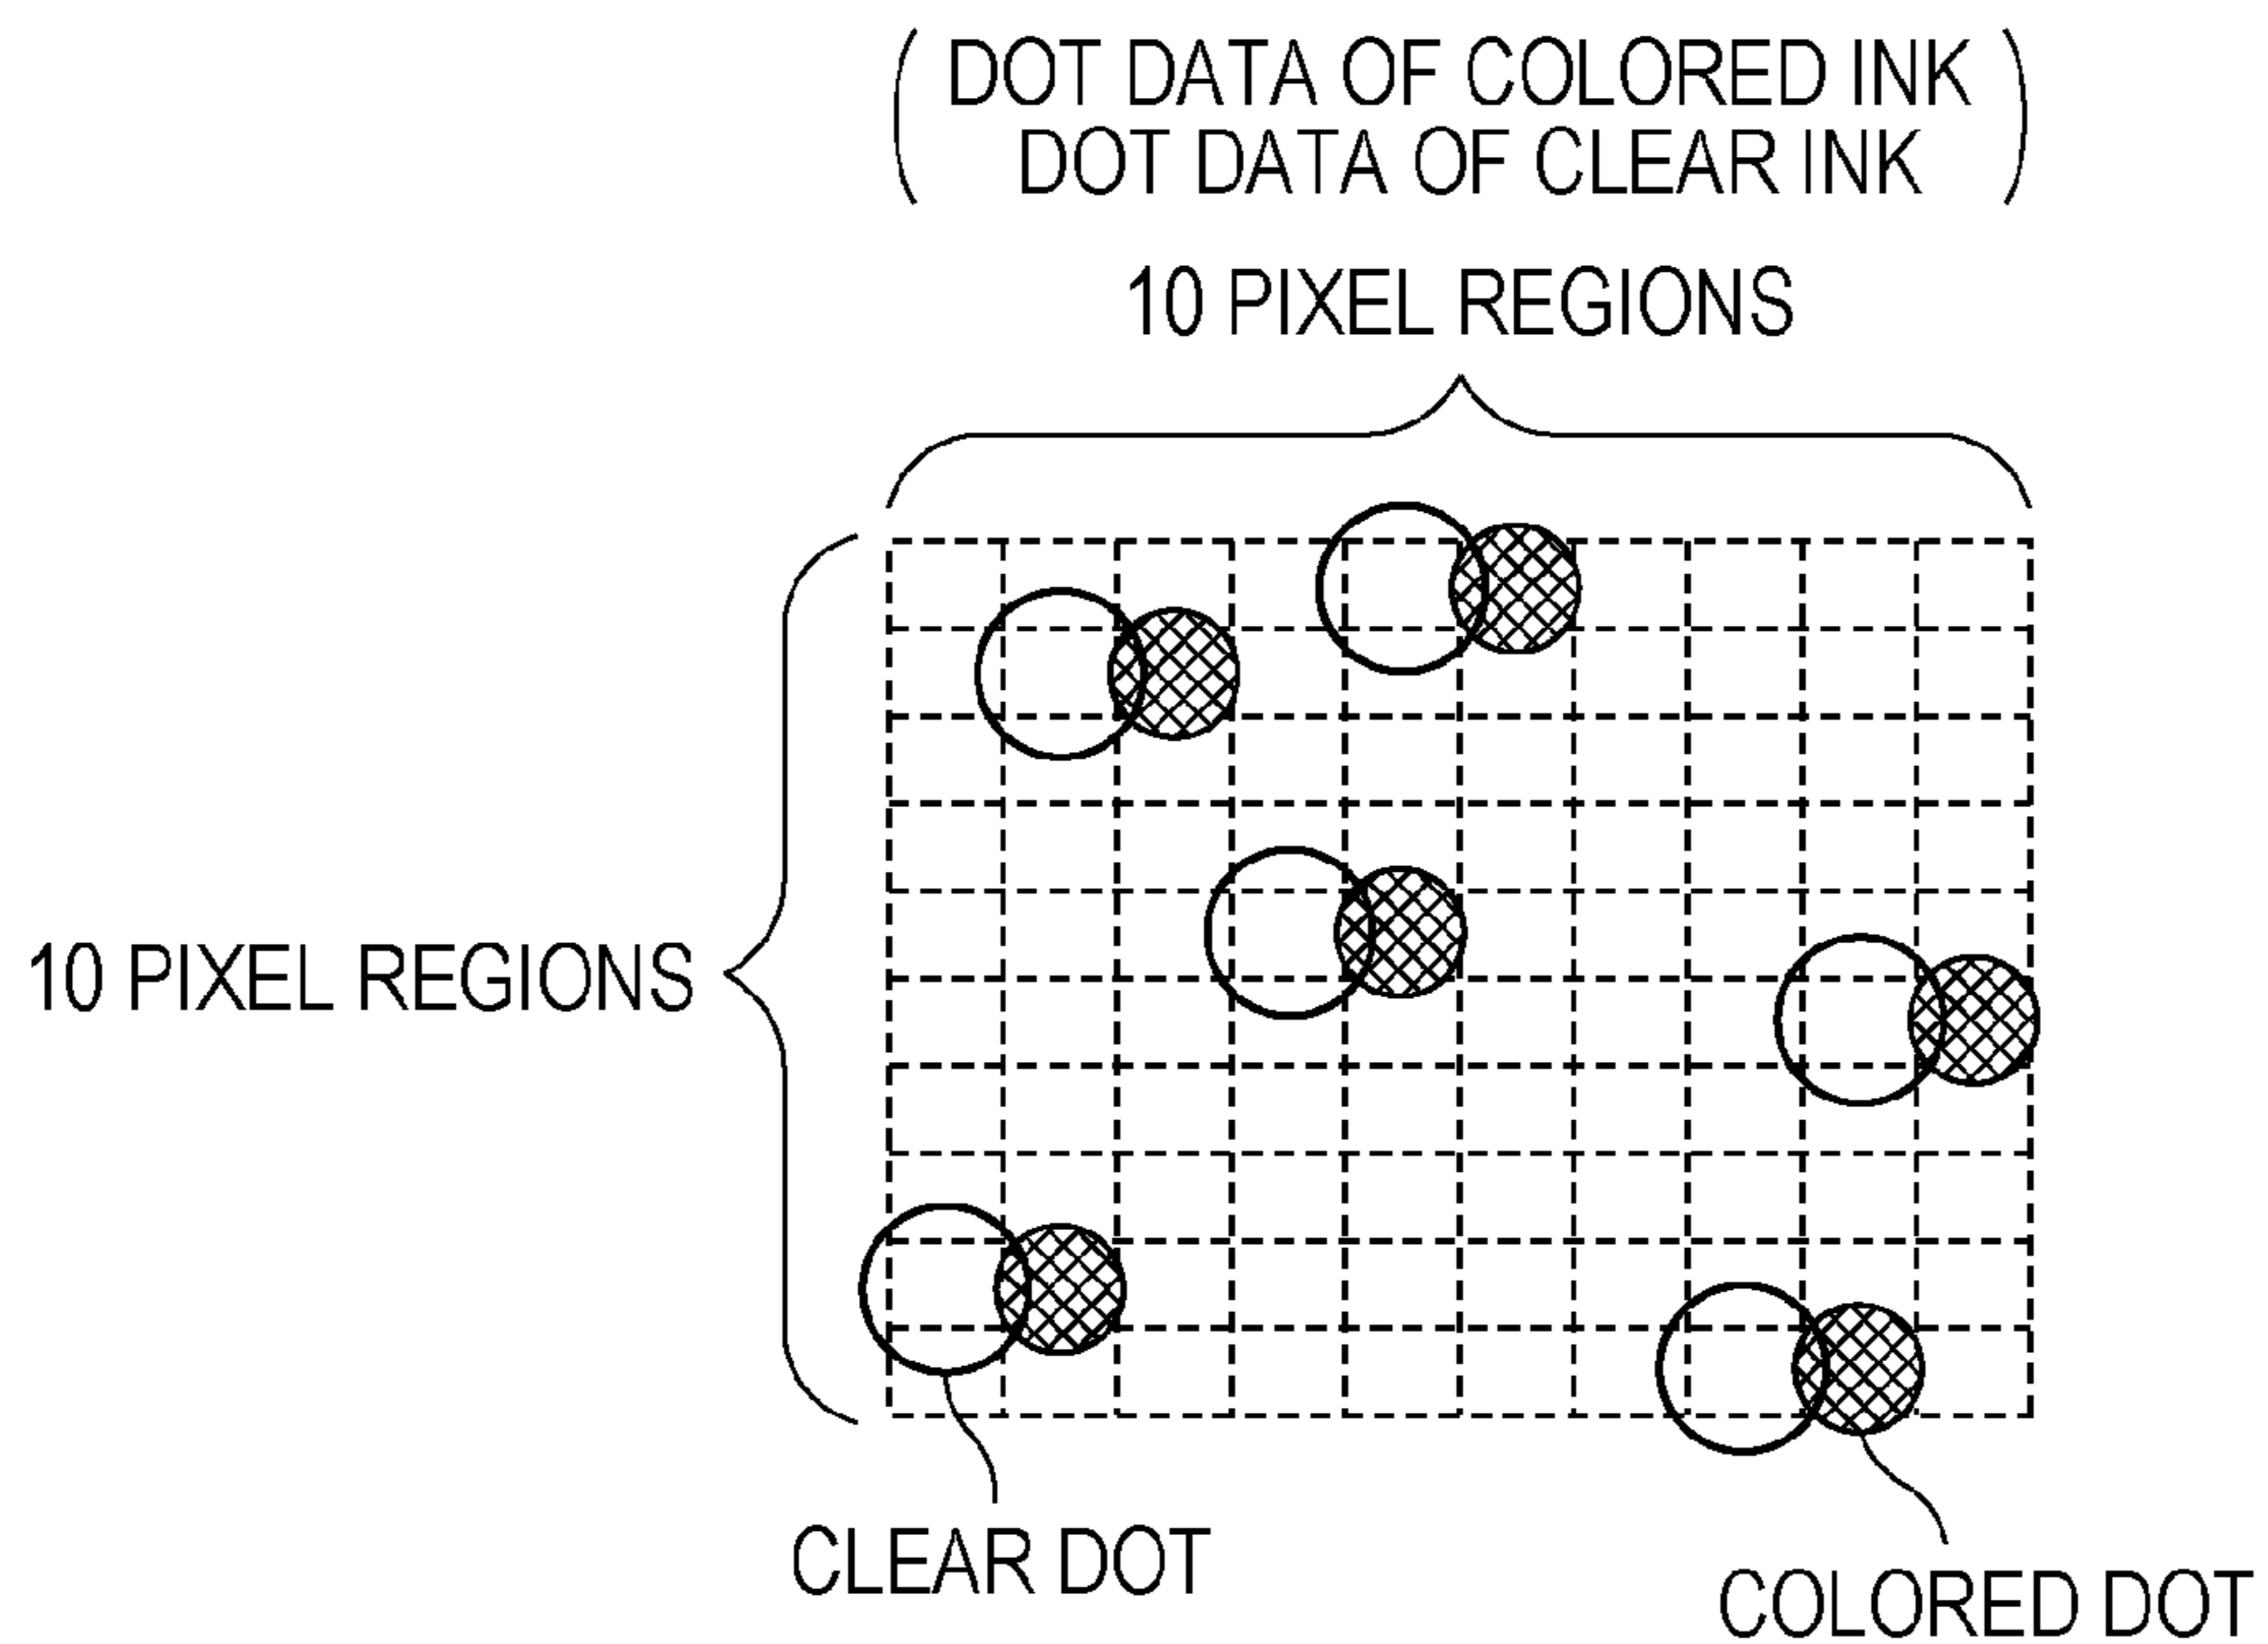 DOT DATA OF COLORED INK
DOT DATA OF CLEAR INK
10 PIXEL REGIONS
10 PIXEL REGIONS
CLEAR DOT
COLORED DOT